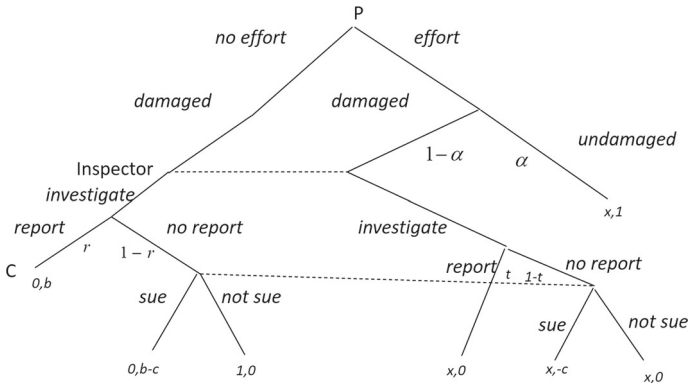 P
no effort
effort
damaged
damaged
undamaged
1−α
α
Inspector
investigate
x,1
report
no report
investigate
r
1−r
C
0,b
report
t
1-t
no report
sue
not sue
sue
not sue
0,b-c
1,0
x,0
x,-c
x,0